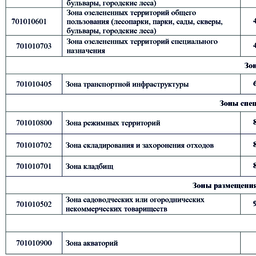 бульвары, городские леса)
701010601 Зона озелененных территорий общего 4
пользования (лесопарки, парки, сады, скверы,
бульвары, городские леса)
701010703 Зона озелененных территорий специального 4
назначения
Зон
701010405 Зона транспортной инфраструктуры 6
Зоны спец
701010800 Зона режимных территорий 8
701010702 Зона складирования и захоронения отходов 8
701010701 Зона кладбищ 8
Зоны размещения
701010502 Зона садоводческих или огороднических 9
некоммерческих товариществ
701010900 Зона акваторий